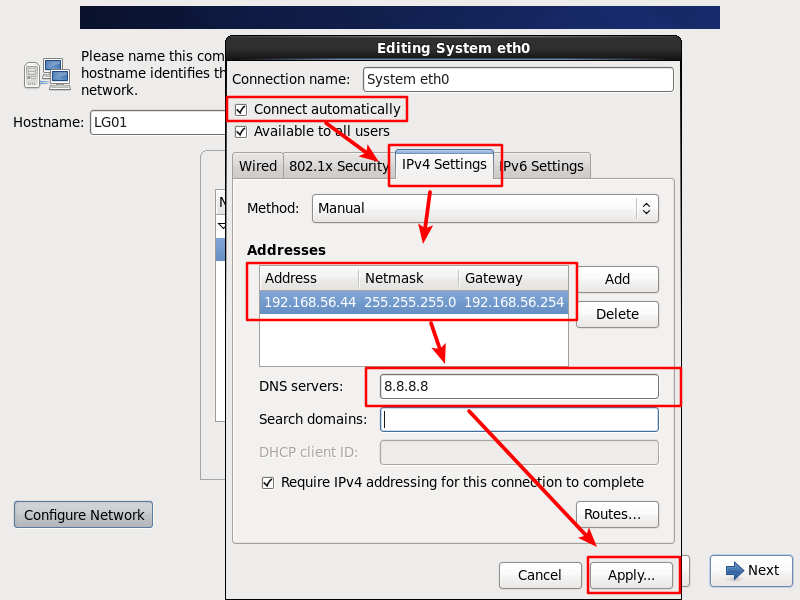 Editing System eth0
Please name this com
hostname identifies th
network.
Hostname: LG01
Connection name: System eth0
Connect automatically
Available to all users
Wired 802.1x Security IPv4 Settings IPv6 Settings
Method: Manual
Addresses
Address Netmask Gateway
192.168.56.44 255.255.255.0 192.168.56.254
Add
Delete
DNS servers: 8.8.8.8
Search domains:
DHCP client ID:
Require IPv4 addressing for this connection to complete
Routes...
Configure Network
Cancel Apply... Next